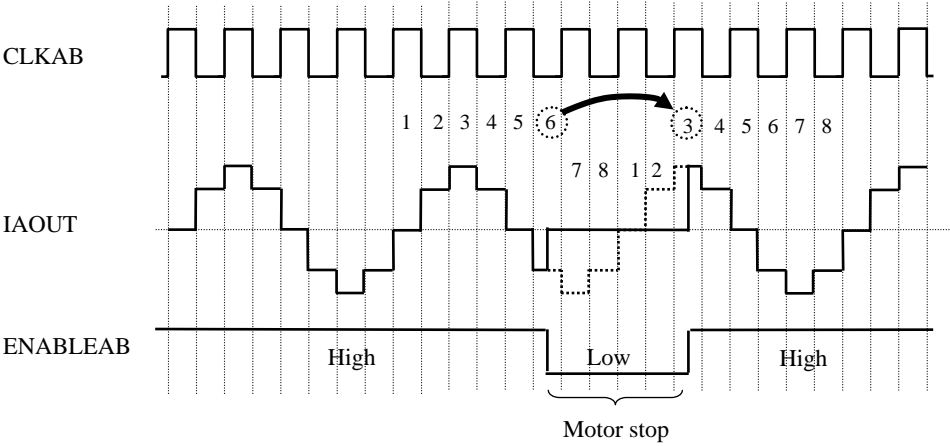 CLKAB
1 2 3 4 5 6 3 4 5 6 7 8
7 8 1 2
IAOUT
ENABLEAB
High Low High
Motor stop